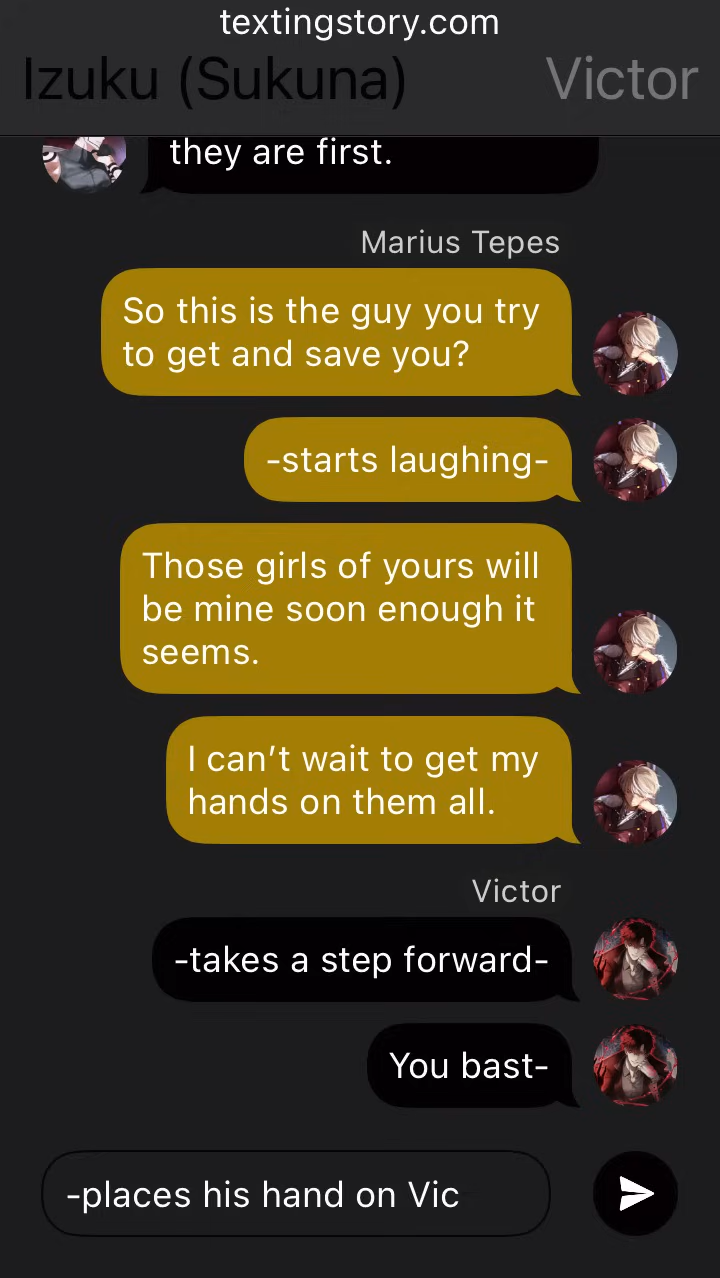 textingstory.com
Izuku (Sukuna) Victor
they are first.
Marius Tepes
So this is the guy you try
to get and save you?
-starts laughing-
Those girls of yours will
be mine soon enough it
seems.
I can’t wait to get my
hands on them all.
Victor
-takes a step forward-
You bast-
-places his hand on Vic